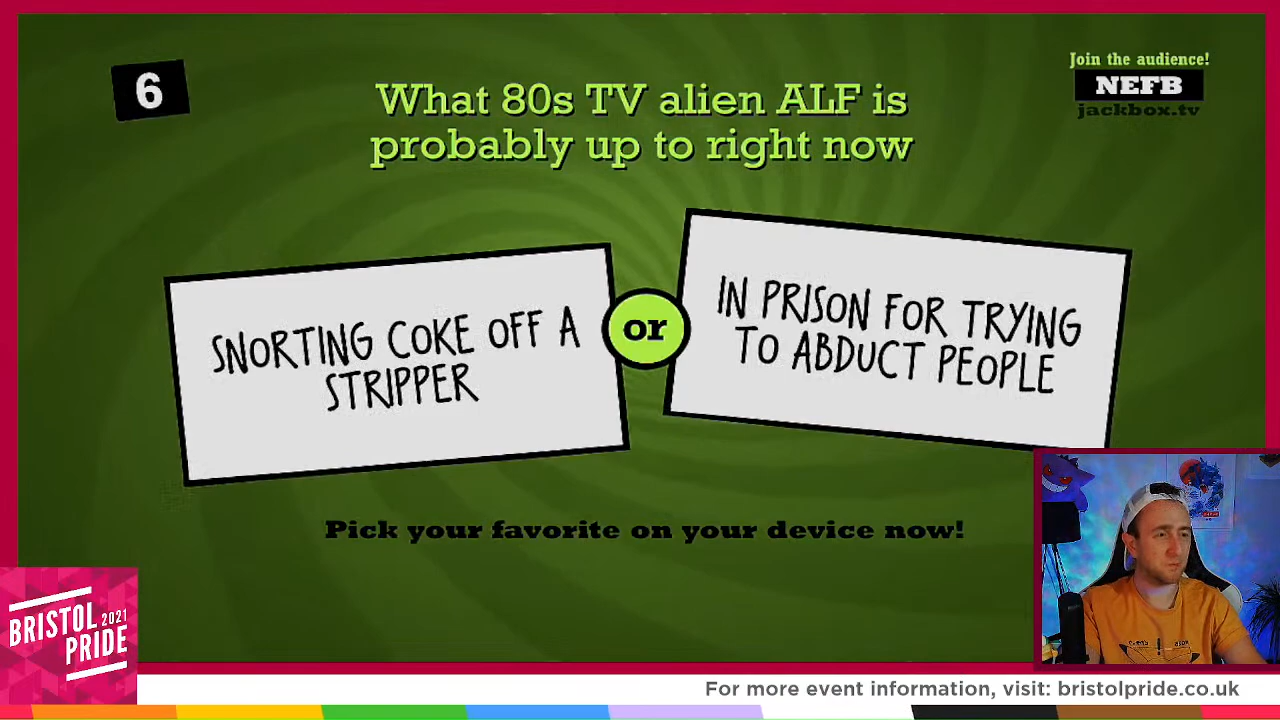 6
What 80s TV alien ALF is
probably up to right now
Join the audience!
NEFB
jackbox.tv
SNORTING COKE OFF A
STRIPPER
or
IN PRISON FOR TRYING
TO ABDUCT PEOPLE
Pick your favorite on your device now!
BRISTOL 2021
PRIDE
For more event information, visit: bristolpride.co.uk